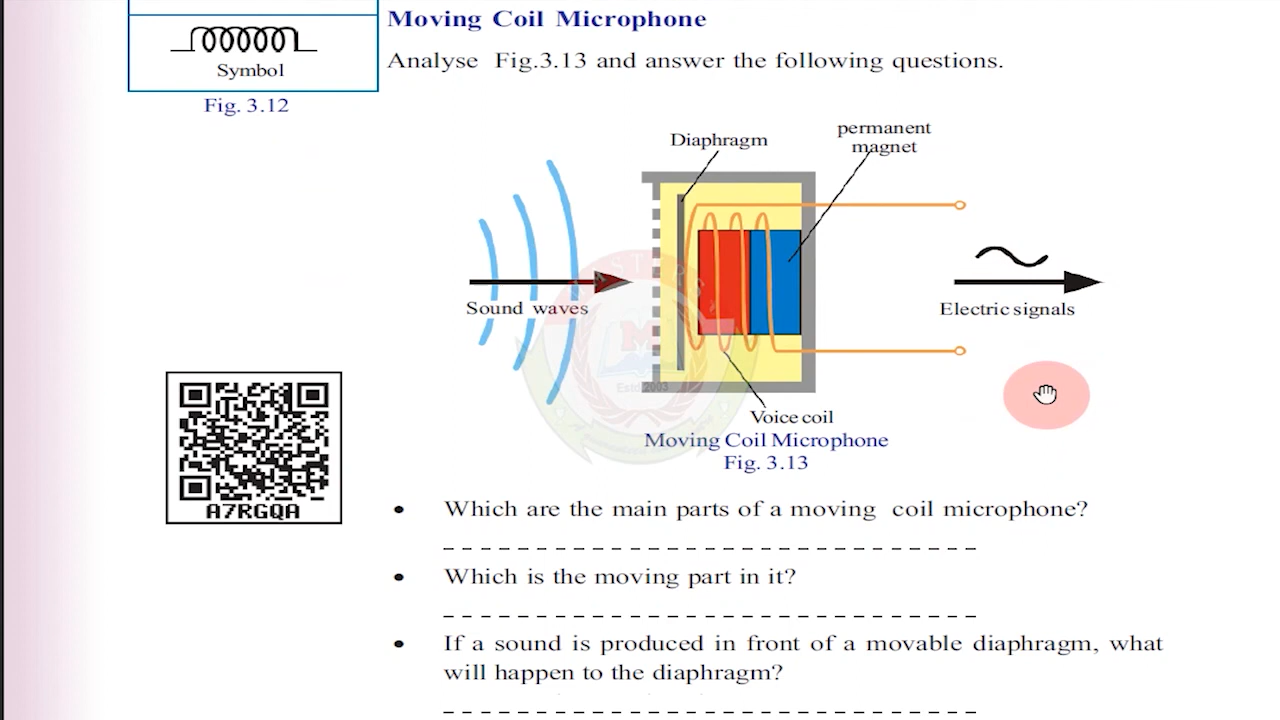 Moving Coil Microphone
Symbol
Analyse Fig.3.13 and answer the following questions.
Fig. 3.12
Diaphragm
permanent
magnet
Sound waves
Electric signals
Estd 2003
Voice coil
Moving Coil Microphone
Fig. 3.13
A7RGQA
• Which are the main parts of a moving coil microphone?
• Which is the moving part in it?
• If a sound is produced in front of a movable diaphragm, what
will happen to the diaphragm?